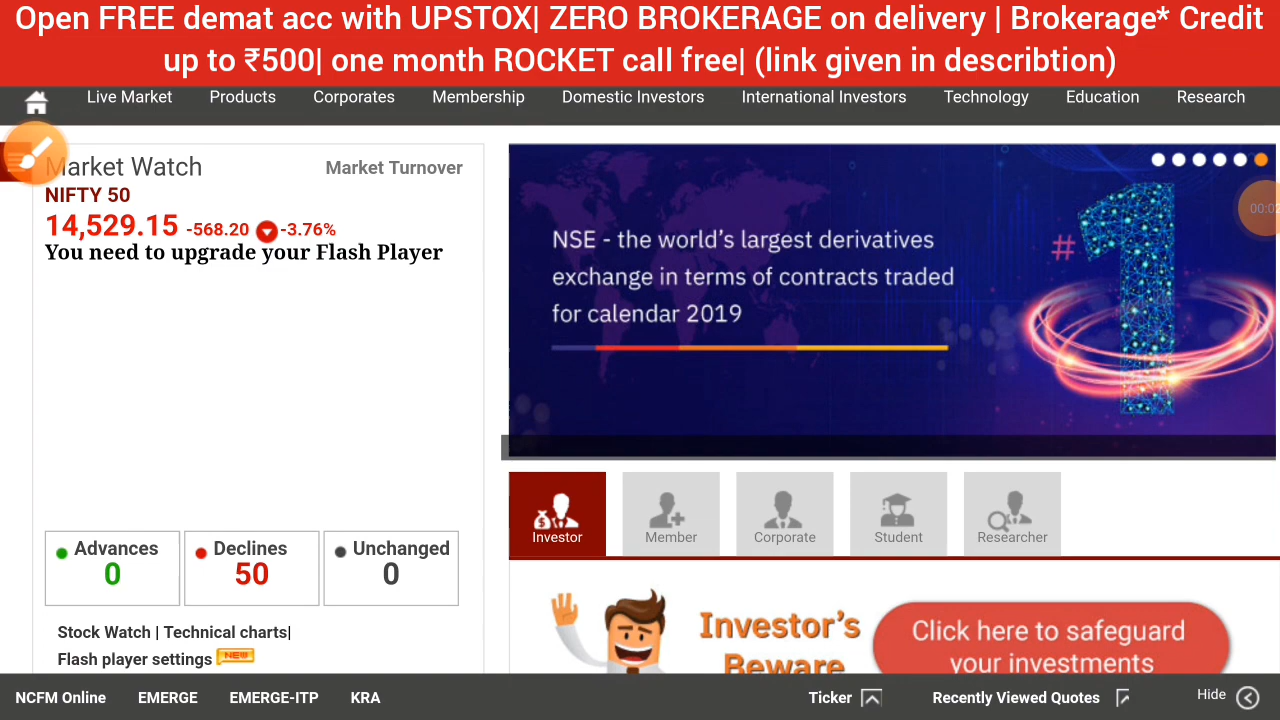 Open FREE demat acc with UPSTOX| ZERO BROKERAGE on delivery | Brokerage* Credit
up to ₹500| one month ROCKET call free| (link given in describtion)
Live Market Products Corporates Membership Domestic Investors International Investors Technology Education Research
Market Watch Market Turnover
NIFTY 50
14,529.15 -568.20 -3.76%
You need to upgrade your Flash Player
00:02
NSE - the world's largest derivatives
exchange in terms of contracts traded
for calendar 2019
#1
Investor Member Corporate Student Researcher
Advances Declines Unchanged
0 50 0
Stock Watch | Technical charts|
Flash player settings NEW
Investor's
Beware
Click here to safeguard
your investments
NCFM Online EMERGE EMERGE-ITP KRA Ticker Recently Viewed Quotes Hide